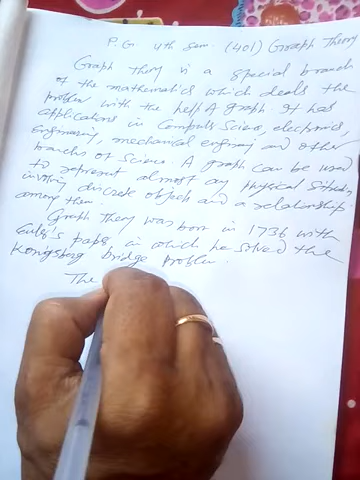 P.G. 4th Sem. (401) Graph Theory
Graph theory is a special branch
of the mathematics which deals the
problem with the help A graph. It has
applications in Computer Science, electronics,
Engineering, mechanical engineering and other
branches of Science. A graph can be used
to represent almost any physical
involving discrete objects and a relationship
among them.
Graph Theory was born in 1736 with
Euler's paper in which he solved the
Konigsberg bridge problem.
The